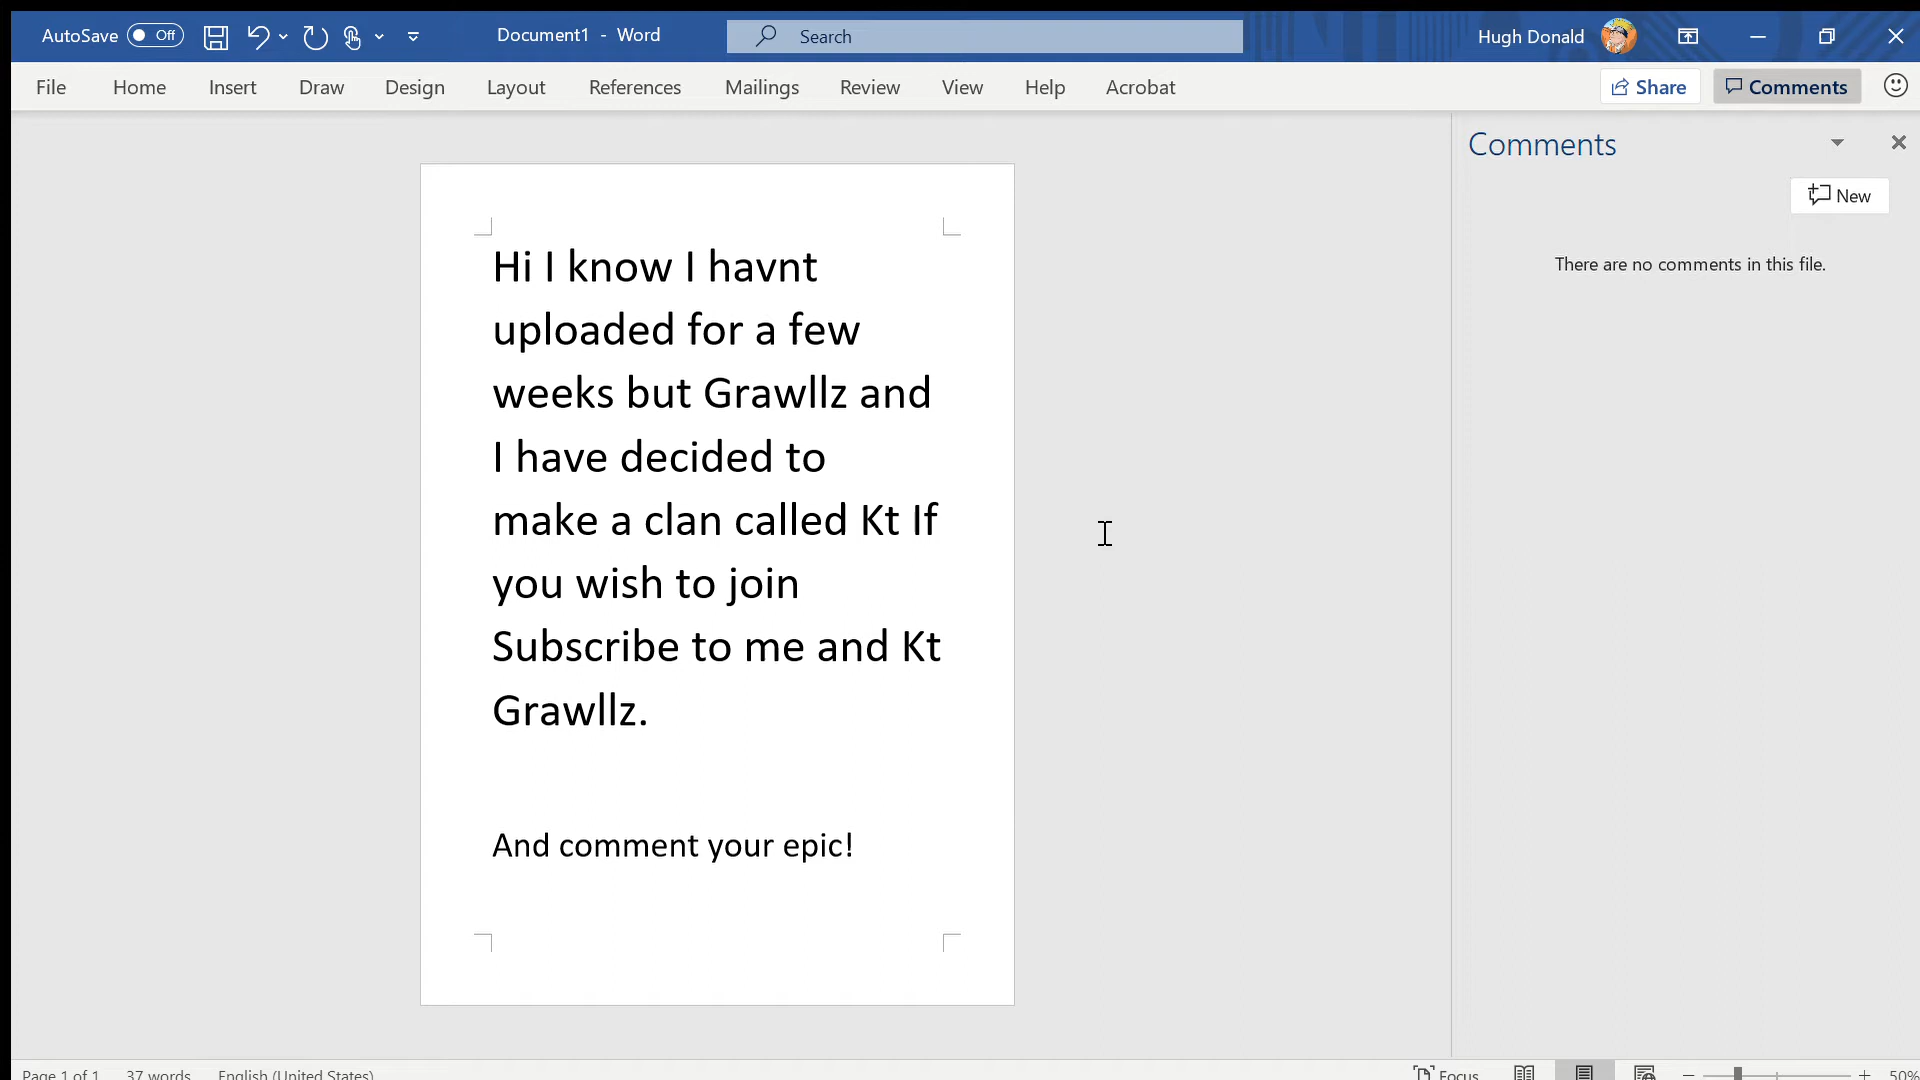 AutoSave Off Document1 - Word Search Hugh Donald
File Home Insert Draw Design Layout References Mailings Review View Help Acrobat Share Comments
Comments
New
There are no comments in this file.
Hi I know I havnt
uploaded for a few
weeks but Grawllz and
I have decided to
make a clan called Kt If
you wish to join
Subscribe to me and Kt
Grawllz.
And comment your epic!
Page 1 of 1 37 words English (United States) Focus 50%